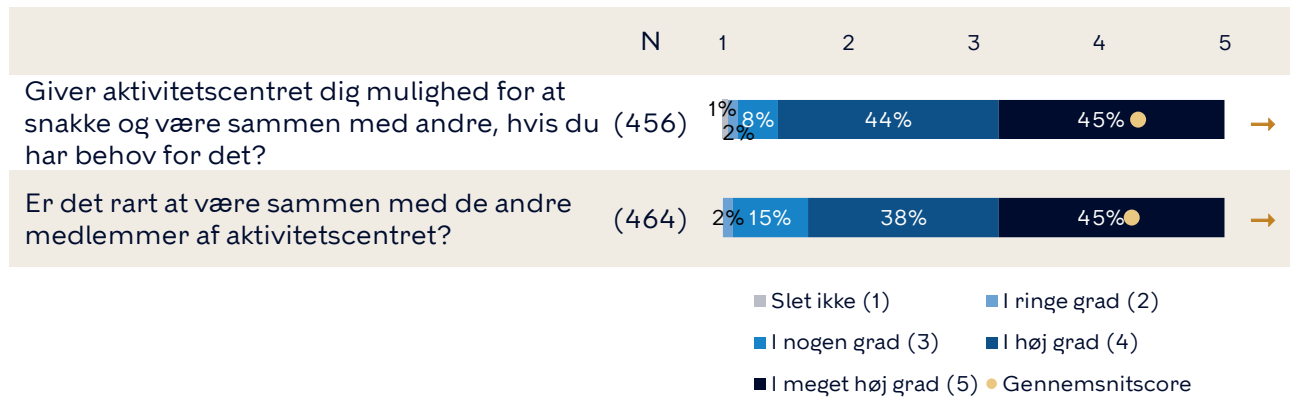 N 1 2 3 4 5
Giver aktivitetscentret dig mulighed for at
snakke og være sammen med andre, hvis du
har behov for det?
(456) 1% 2% 8% 44% 45% →
Er det rart at være sammen med de andre
medlemmer af aktivitetscentret?
(464) 2% 15% 38% 45% →
Slet ikke (1) I ringe grad (2)
I nogen grad (3) I høj grad (4)
I meget høj grad (5) Gennemsnitscore